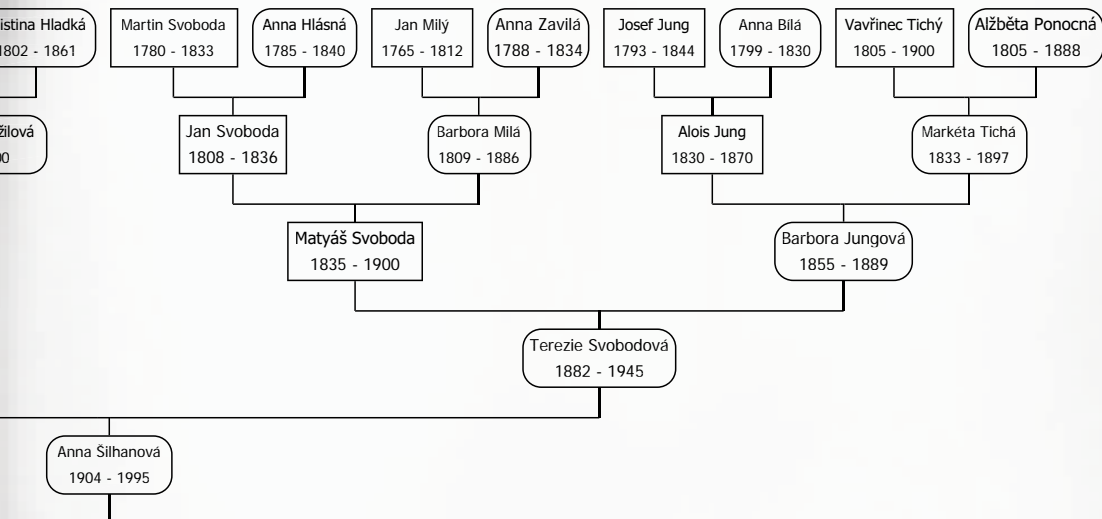 Hladká
Martin Svoboda
Anna Hlásná
Jan Milý
Anna Zavilá
Josef Jung
Anna Bílá
Vavřinec Tichý
Alžběta Ponocná
1802 - 1861
1780 - 1833
1785 - 1840
1765 - 1812
1788 - 1834
1793 - 1844
1799 - 1830
1805 - 1900
1805 - 1888
Jan Svoboda
Barbora Milá
Alois Jung
Markéta Tichá
1808 - 1836
1809 - 1886
1830 - 1870
1833 - 1897
Matyáš Svoboda
Barbora Jungová
1835 - 1900
1855 - 1889
Terezie Svobodová
1882 - 1945
Anna Šilhanová
1904 - 1995